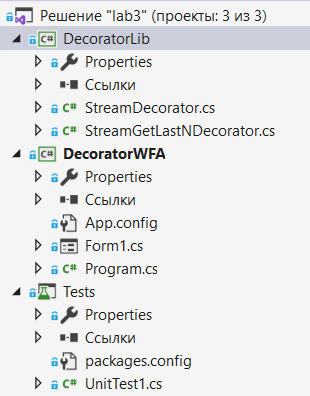 Решение "lab3" (проекты: 3 из 3)
C# DecoratorLib
Properties
Ссылки
C# StreamDecorator.cs
C# StreamGetLastNDecorator.cs
C# DecoratorWFA
Properties
Ссылки
App.config
Form1.cs
C# Program.cs
Tests
Properties
Ссылки
packages.config
C# UnitTest1.cs